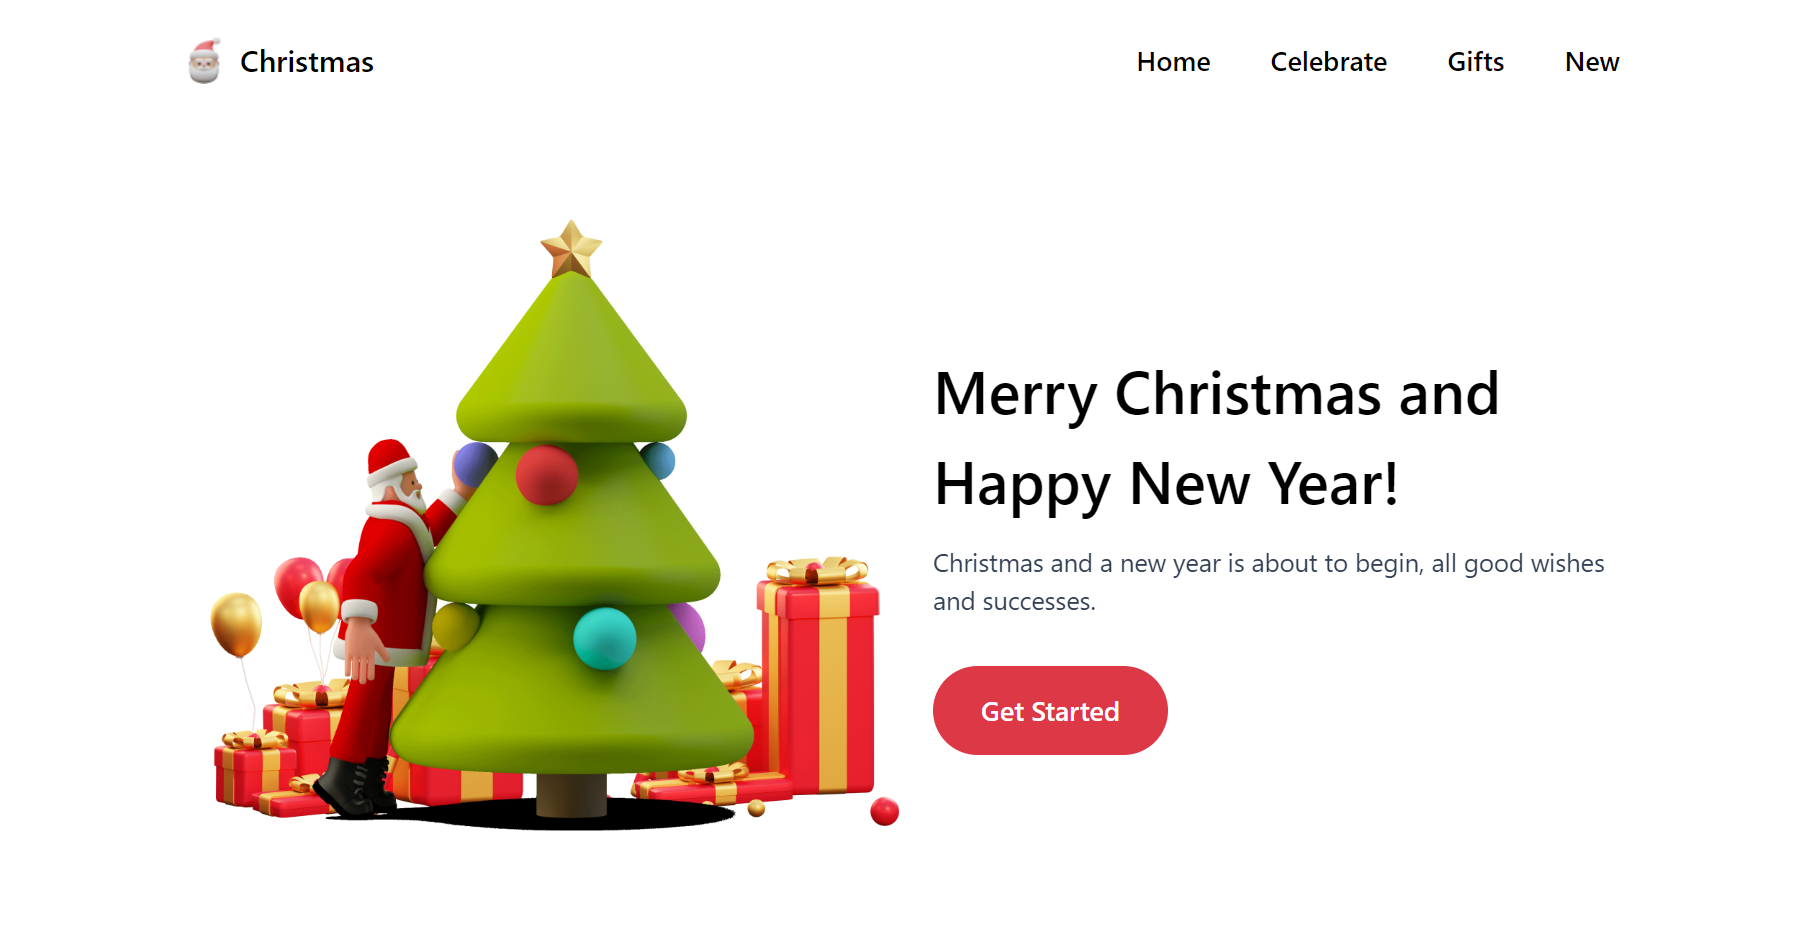 Christmas
Home
Celebrate
Gifts
New
Merry Christmas and
Happy New Year!
Christmas and a new year is about to begin, all good wishes
and successes.
Get Started